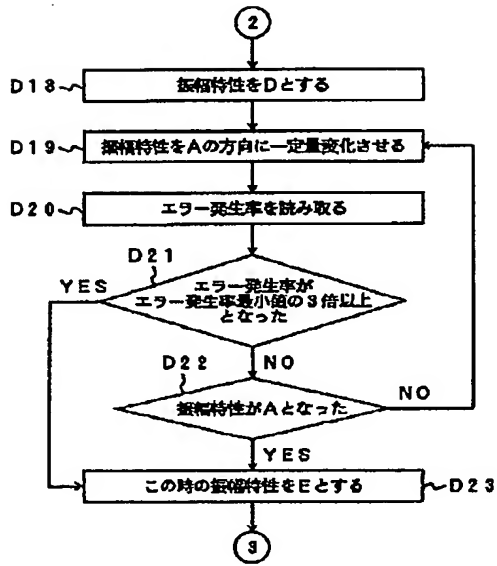 2
D18
振幅特性をDとする
D19
振幅特性をAの方向に一定量変化させる
D20
エラー発生率を読み取る
D21
YES
エラー発生率が
エラー発生率最小値の3倍以上
となった
NO
D22
NO
振幅特性がAとなった
YES
この時の振幅特性をEとする
D23
3